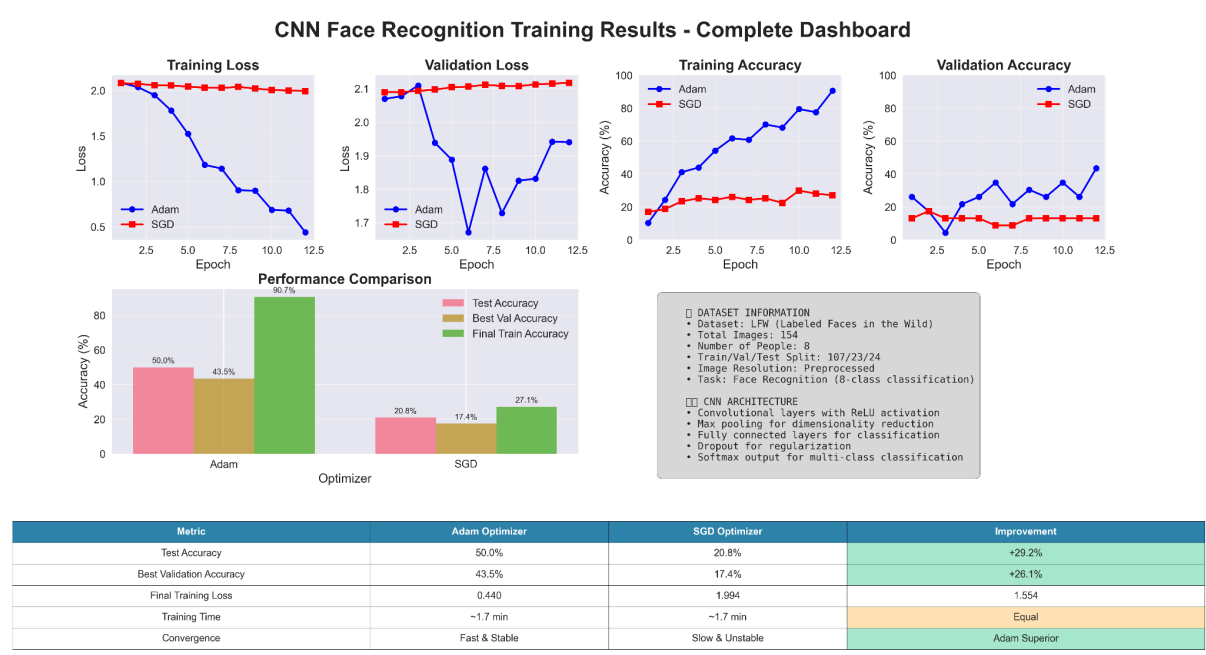 CNN Face Recognition Training Results - Complete Dashboard
Training Loss
Loss
2.0
1.5
1.0
0.5
Adam
SGD
2.5 5.0 7.5 10.0 12.5
Epoch
Validation Loss
Loss
2.1
2.0
1.9
1.8
1.7
Adam
SGD
2.5 5.0 7.5 10.0 12.5
Epoch
Training Accuracy
Accuracy (%)
100
80
60
40
20
0
Adam
SGD
2.5 5.0 7.5 10.0 12.5
Epoch
Validation Accuracy
Accuracy (%)
100
80
60
40
20
0
Adam
SGD
2.5 5.0 7.5 10.0 12.5
Epoch
Performance Comparison
Accuracy (%)
80
60
40
20
0
50.0%
43.5%
90.7%
20.8%
17.4%
27.1%
Test Accuracy
Best Val Accuracy
Final Train Accuracy
Adam SGD
Optimizer
DATASET INFORMATION
• Dataset: LFW (Labeled Faces in the Wild)
• Total Images: 154
• Number of People: 8
• Train/Val/Test Split: 107/23/24
• Image Resolution: Preprocessed
• Task: Face Recognition (8-class classification)
CNN ARCHITECTURE
• Convolutional layers with ReLU activation
• Max pooling for dimensionality reduction
• Fully connected layers for classification
• Dropout for regularization
• Softmax output for multi-class classification
Metric Adam Optimizer SGD Optimizer Improvement
Test Accuracy 50.0% 20.8% +29.2%
Best Validation Accuracy 43.5% 17.4% +26.1%
Final Training Loss 0.440 1.994 1.554
Training Time ~1.7 min ~1.7 min Equal
Convergence Fast & Stable Slow & Unstable Adam Superior